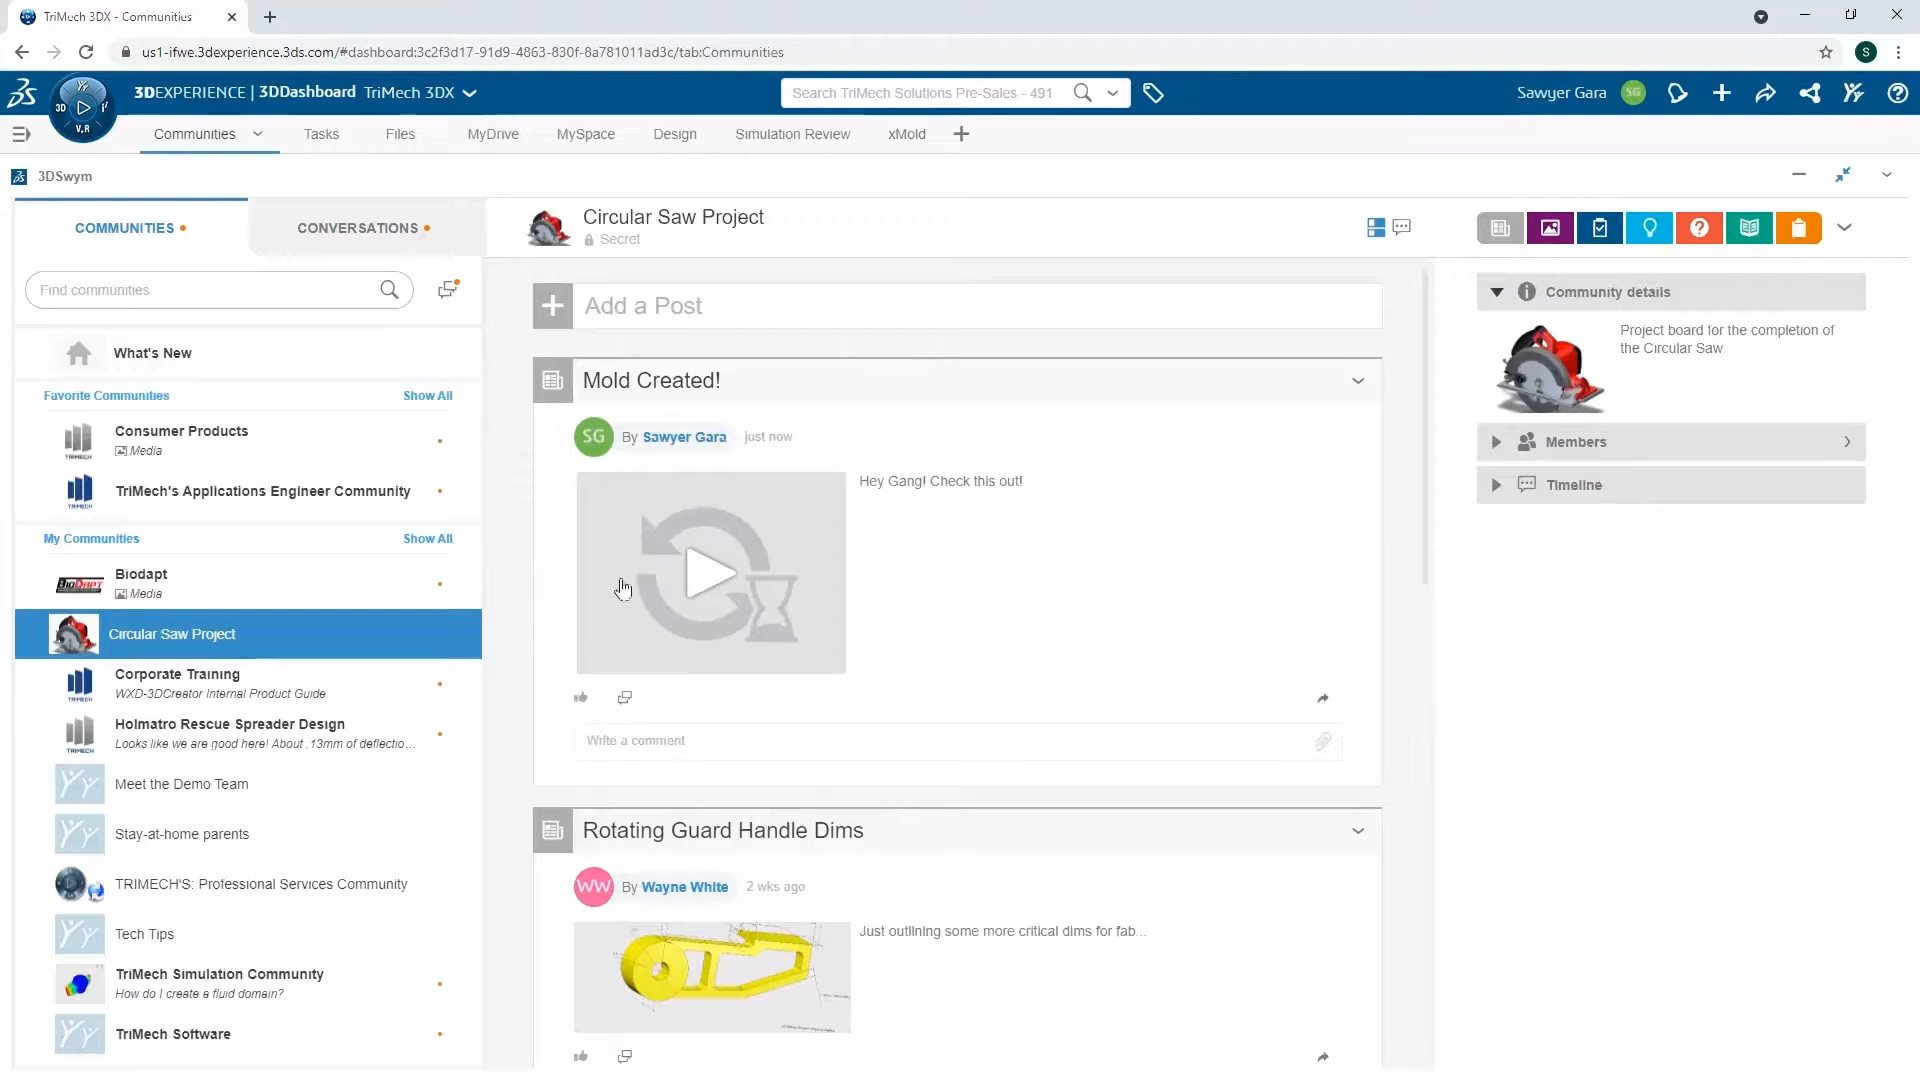 TriMech 3DX - Communities
us1-ifwe.3dexperience.3ds.com/#dashboard:3c2f3d17-91d9-4863-830f-8a781011ad3c/tab:Communities
S
3D
V.R
3DEXPERIENCE | 3DDashboard TriMech 3DX
Search TriMech Solutions Pre-Sales - 491
Sawyer Gara SG
Communities Tasks Files MyDrive MySpace Design Simulation Review xMold
3DSwym
COMMUNITIES CONVERSATIONS
Find communities
What's New
Favorite Communities Show All
Consumer Products
Media
TRIMECH
TriMech's Applications Engineer Community
TRIMECH
My Communities Show All
Biodapt
Media
BIODAPT
Circular Saw Project
Corporate Training
WXD-3DCreator Internal Product Guide
TRIMECH
Holmatro Rescue Spreader Design
Looks like we are good here! About .13mm of deflectio...
TRIMECH
Meet the Demo Team
Stay-at-home parents
TRIMECH'S: Professional Services Community
Tech Tips
TriMech Simulation Community
How do I create a fluid domain?
TriMech Software
Circular Saw Project
Secret
Add a Post
Mold Created!
SG By Sawyer Gara just now
Hey Gang! Check this out!
Write a comment
Rotating Guard Handle Dims
WW By Wayne White 2 wks ago
Just outlining some more critical dims for fab...
Community details
Project board for the completion of
the Circular Saw
Members
Timeline